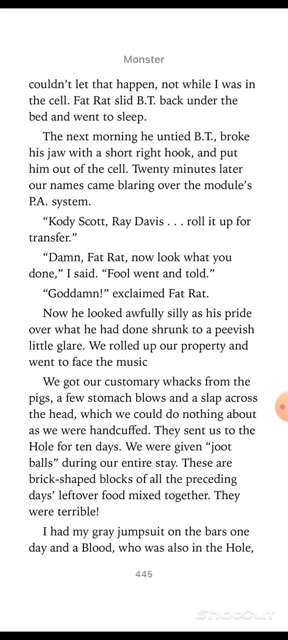 Monster
couldn't let that happen, not while I was in
the cell. Fat Rat slid B.T. back under the
bed and went to sleep.
The next morning he untied B.T., broke
his jaw with a short right hook, and put
him out of the cell. Twenty minutes later
our names came blaring over the module's
P.A. system.
“Kody Scott, Ray Davis . . . roll it up for
transfer.”
“Damn, Fat Rat, now look what you
done,” I said. “Fool went and told.”
“Goddamn!” exclaimed Fat Rat.
Now he looked awfully silly as his pride
over what he had done shrunk to a peevish
little glare. We rolled up our property and
went to face the music
We got our customary whacks from the
pigs, a few stomach blows and a slap across
the head, which we could do nothing about
as we were handcuffed. They sent us to the
Hole for ten days. We were given “joot
balls” during our entire stay. These are
brick-shaped blocks of all the preceding
days' leftover food mixed together. They
were terrible!
I had my gray jumpsuit on the bars one
day and a Blood, who was also in the Hole,
445
ShotCut